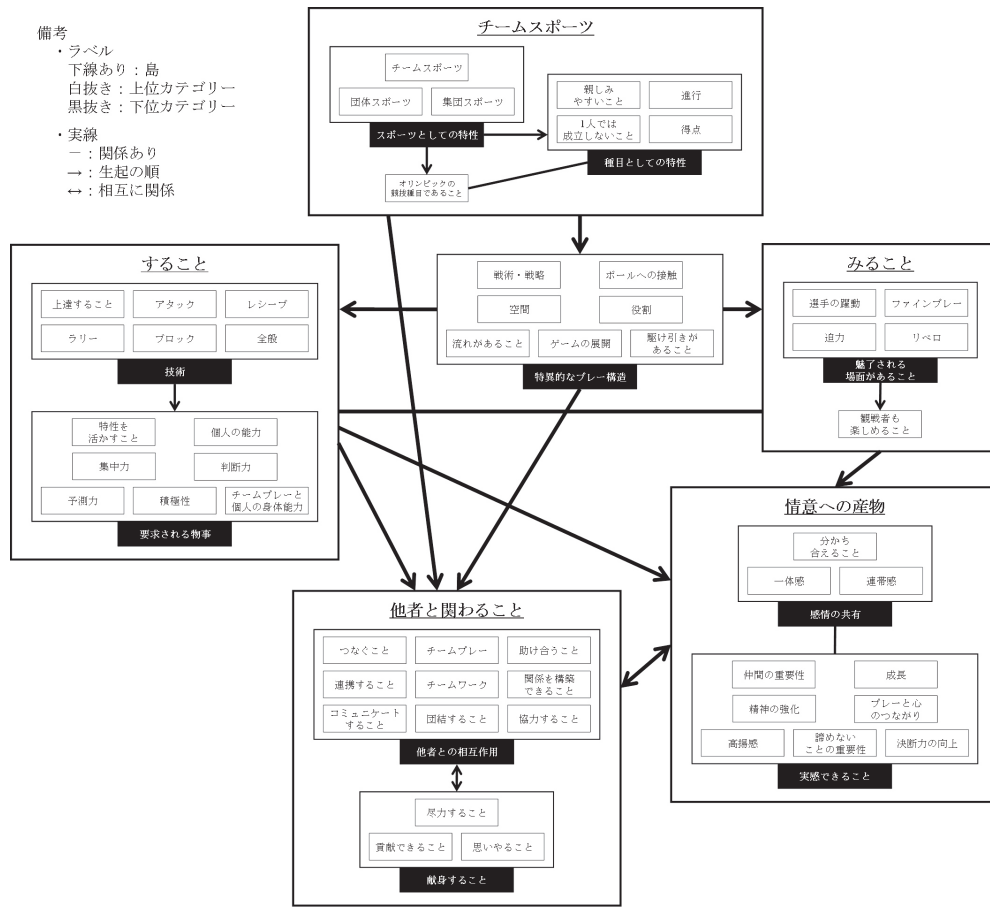 備考
・ラベル
下線あり：島
白抜き：上位カテゴリー
黒抜き：下位カテゴリー
・実線
－：関係あり
→：生起の順
↔：相互に関係
チームスポーツ
チームスポーツ
団体スポーツ
集団スポーツ
スポーツとしての特性
親しみ
やすいこと
進行
1人では
成立しないこと
得点
種目としての特性
オリンピックの
競技種目であること
すること
上達すること
アタック
レシーブ
ラリー
ブロック
全般
技術
特性を
活かすこと
個人の能力
集中力
判断力
予測力
積極性
チームプレーと
個人の身体能力
要求される物事
戦術・戦略
ボールへの接触
空間
役割
流れがあること
ゲームの展開
駆け引きが
あること
特異的なプレー構造
みること
選手の躍動
ファインプレー
迫力
リベロ
魅了される
場面があること
観戦者も
楽しめること
情意への産物
分かち
合えること
一体感
連帯感
感情の共有
仲間の重要性
成長
精神の強化
プレーと心
のつながり
高揚感
諦めない
ことの重要性
決断力の向上
実感できること
他者と関わること
つなぐこと
チームプレー
助け合うこと
連携すること
チームワーク
関係を構築
できること
コミュニケート
すること
団結すること
協力すること
他者との相互作用
尽力すること
貢献できること
思いやること
献身すること